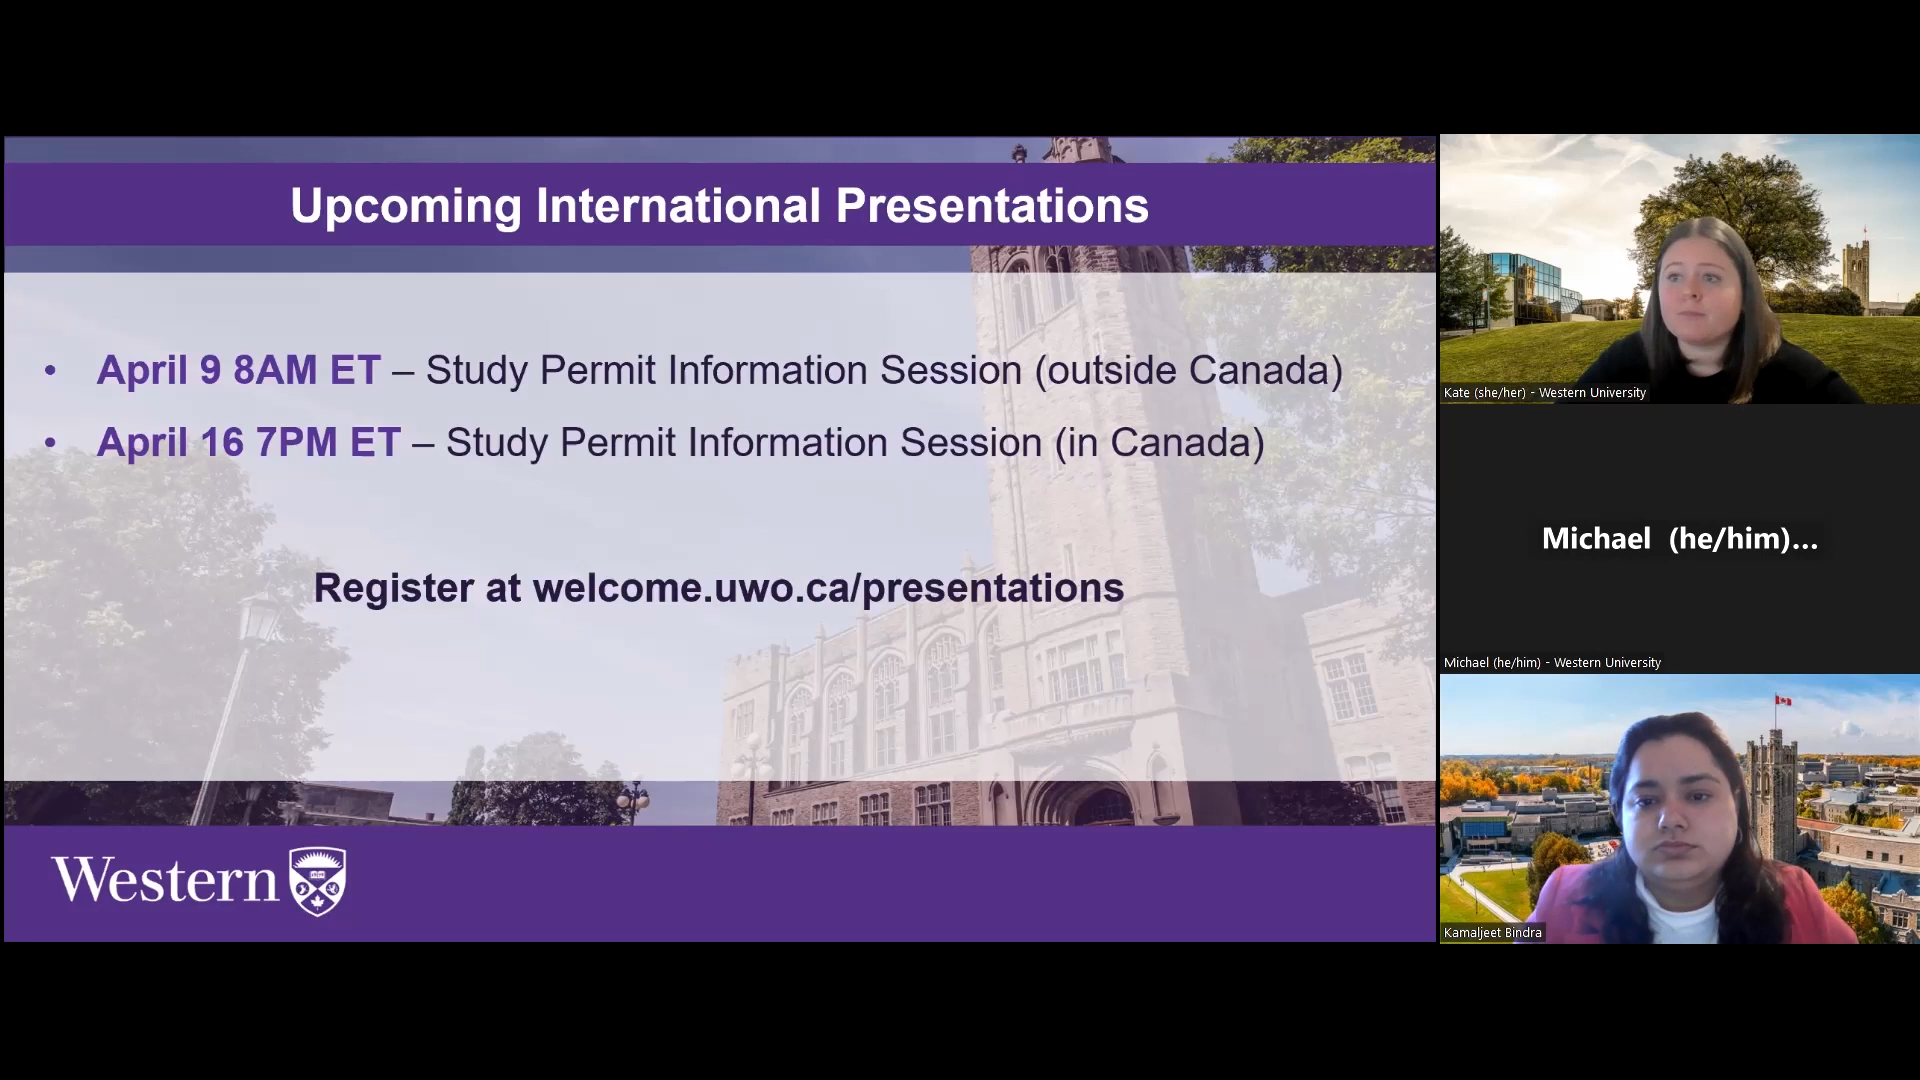 Upcoming International Presentations
• April 9 8AM ET – Study Permit Information Session (outside Canada)
• April 16 7PM ET – Study Permit Information Session (in Canada)
Register at welcome.uwo.ca/presentations
Western
Kate (she/her) - Western University
Michael (he/him)...
Michael (he/him) - Western University
Kamaljeet Bindra